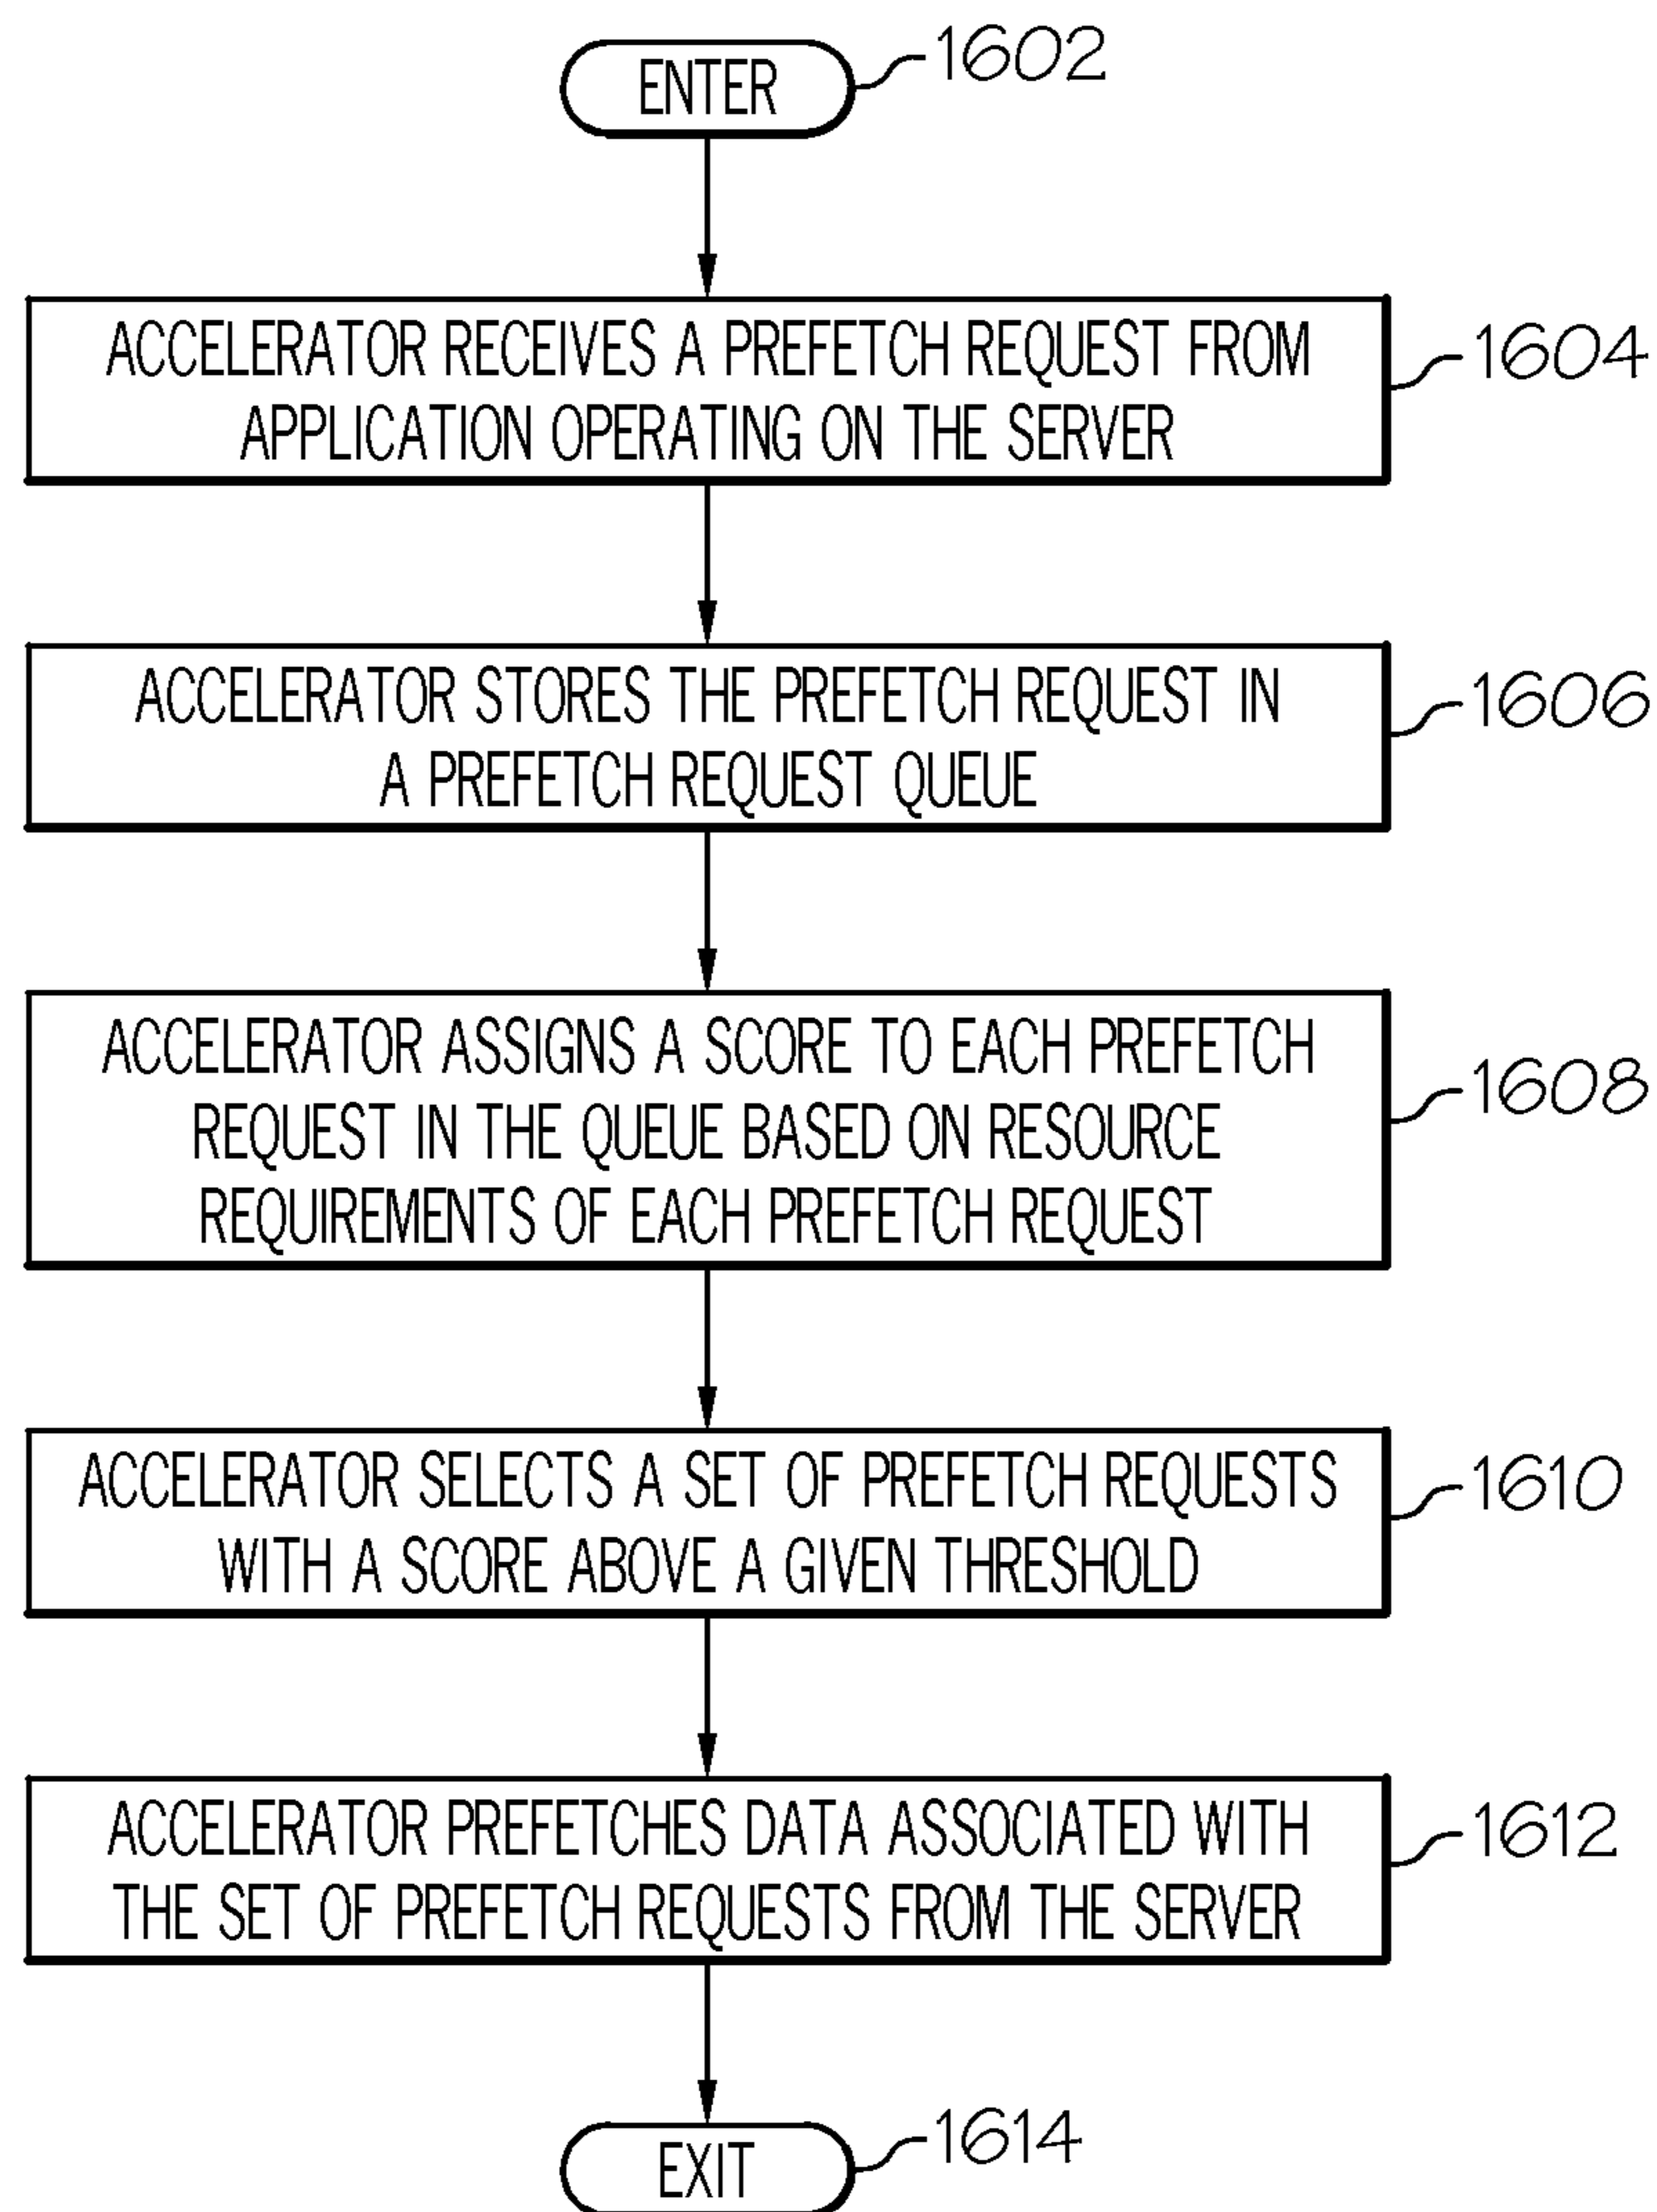 ENTER
1602
ACCELERATOR RECEIVES A PREFETCH REQUEST FROM
APPLICATION OPERATING ON THE SERVER
1604
ACCELERATOR STORES THE PREFETCH REQUEST IN
A PREFETCH REQUEST QUEUE
1606
ACCELERATOR ASSIGNS A SCORE TO EACH PREFETCH
REQUEST IN THE QUEUE BASED ON RESOURCE
REQUIREMENTS OF EACH PREFETCH REQUEST
1608
ACCELERATOR SELECTS A SET OF PREFETCH REQUESTS
WITH A SCORE ABOVE A GIVEN THRESHOLD
1610
ACCELERATOR PREFETCHES DATA ASSOCIATED WITH
THE SET OF PREFETCH REQUESTS FROM THE SERVER
1612
EXIT
1614